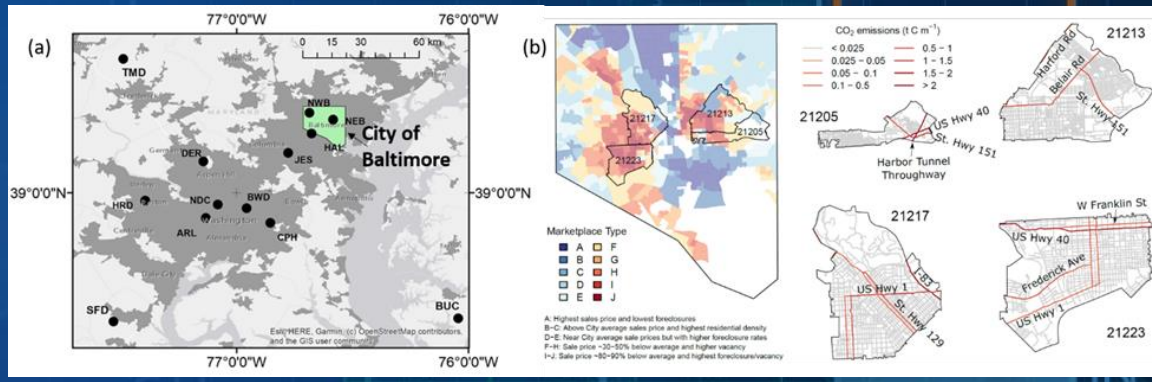 (a)
77°0'0"W
76°0'0"W
0 15 30 60 km
TMD
NWB
NEB
HAL
City of
Baltimore
DER
JES
39°0'0"N
39°0'0"N
HRD
NDC
BWD
Washington
ARL
CPH
SFD
BUC
Esri, HERE, Garmin, (c) OpenStreetMap contributors,
and the GIS user community
77°0'0"W
76°0'0"W
(b)
21217
21213
21205
21223
Marketplace Type
A F
B G
C H
D I
E J
A: Highest sales price and lowest foreclosures
B-C: Above City average sales price and highest residential density
D-E: Near City average sales prices but with higher foreclosure rates
F-H: Sale price ~30-50% below average and higher vacancy
I-J: Sale price ~80-90% below average and highest foreclosure/vacancy
CO₂ emissions (t C m⁻¹)
< 0.025 0.5 - 1
0.025 - 0.05 1 - 1.5
0.05 - 0.1 1.5 - 2
0.1 - 0.5 > 2
21213
Harford Rd
Belair Rd
St. Hwy 151
21205
US Hwy 40
St. Hwy 151
Harbor Tunnel
Throughway
21217
I-83
US Hwy 1
St. Hwy 129
W Franklin St
US Hwy 40
Frederick Ave
US Hwy 1
21223